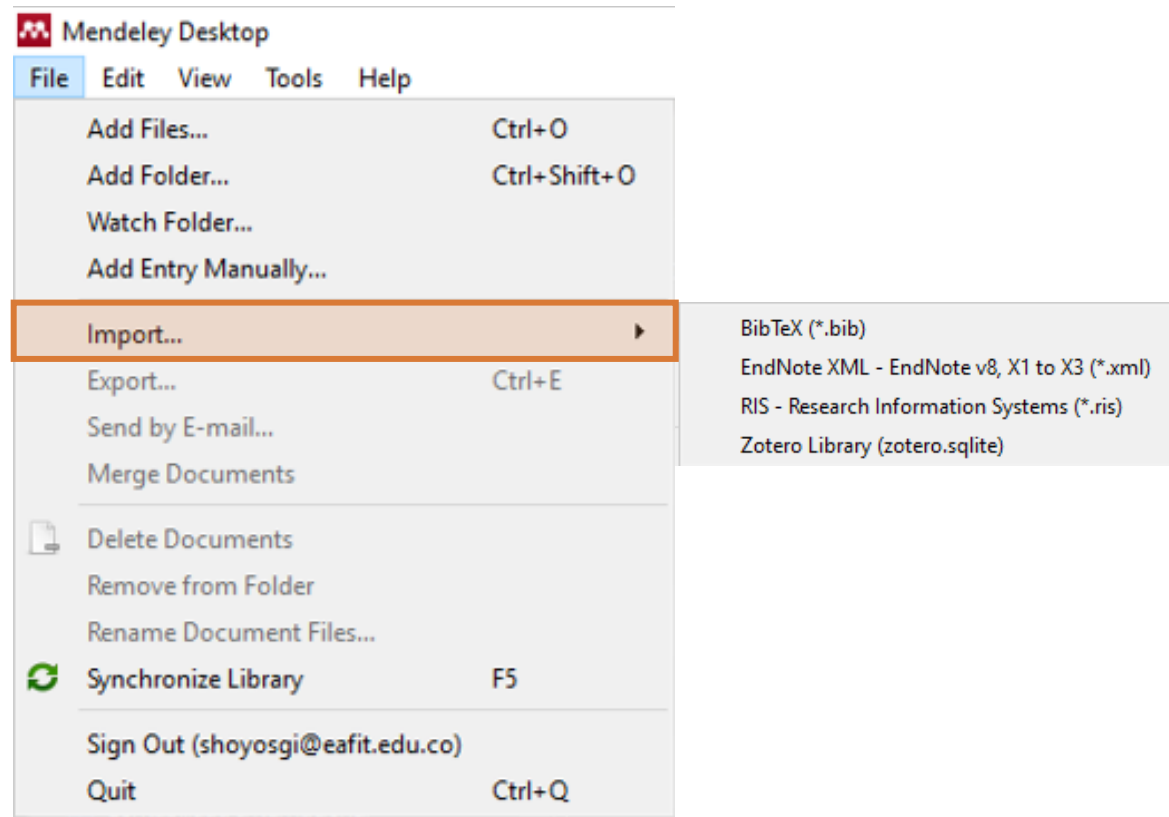 Mendeley Desktop
File Edit View Tools Help
Add Files... Ctrl+O
Add Folder... Ctrl+Shift+O
Watch Folder...
Add Entry Manually...
Import...
BibTeX (*.bib)
EndNote XML - EndNote v8, X1 to X3 (*.xml)
RIS - Research Information Systems (*.ris)
Zotero Library (zotero.sqlite)
Export... Ctrl+E
Send by E-mail...
Merge Documents
Delete Documents
Remove from Folder
Rename Document Files...
Synchronize Library F5
Sign Out (shoyosgi@eafit.edu.co)
Quit Ctrl+Q